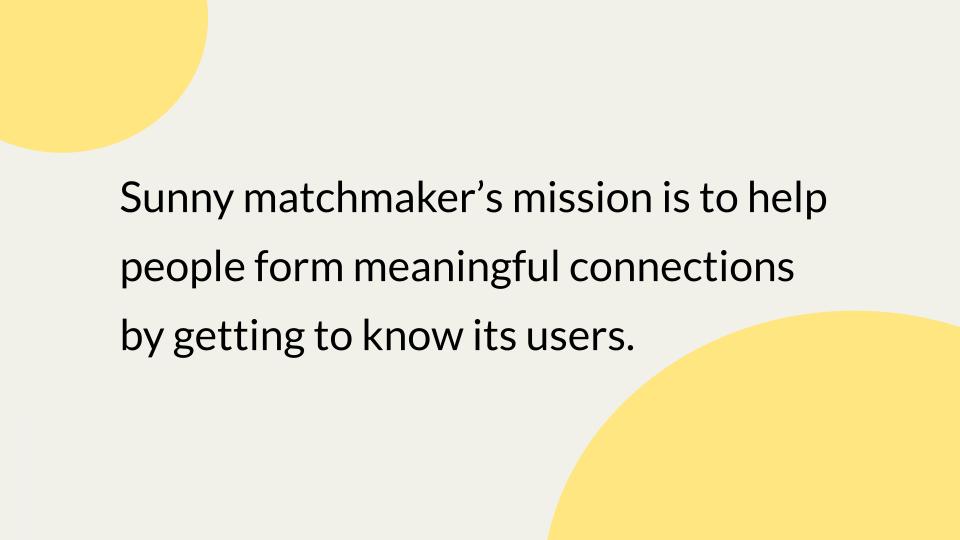 Sunny matchmaker’s mission is to help
people form meaningful connections
by getting to know its users.